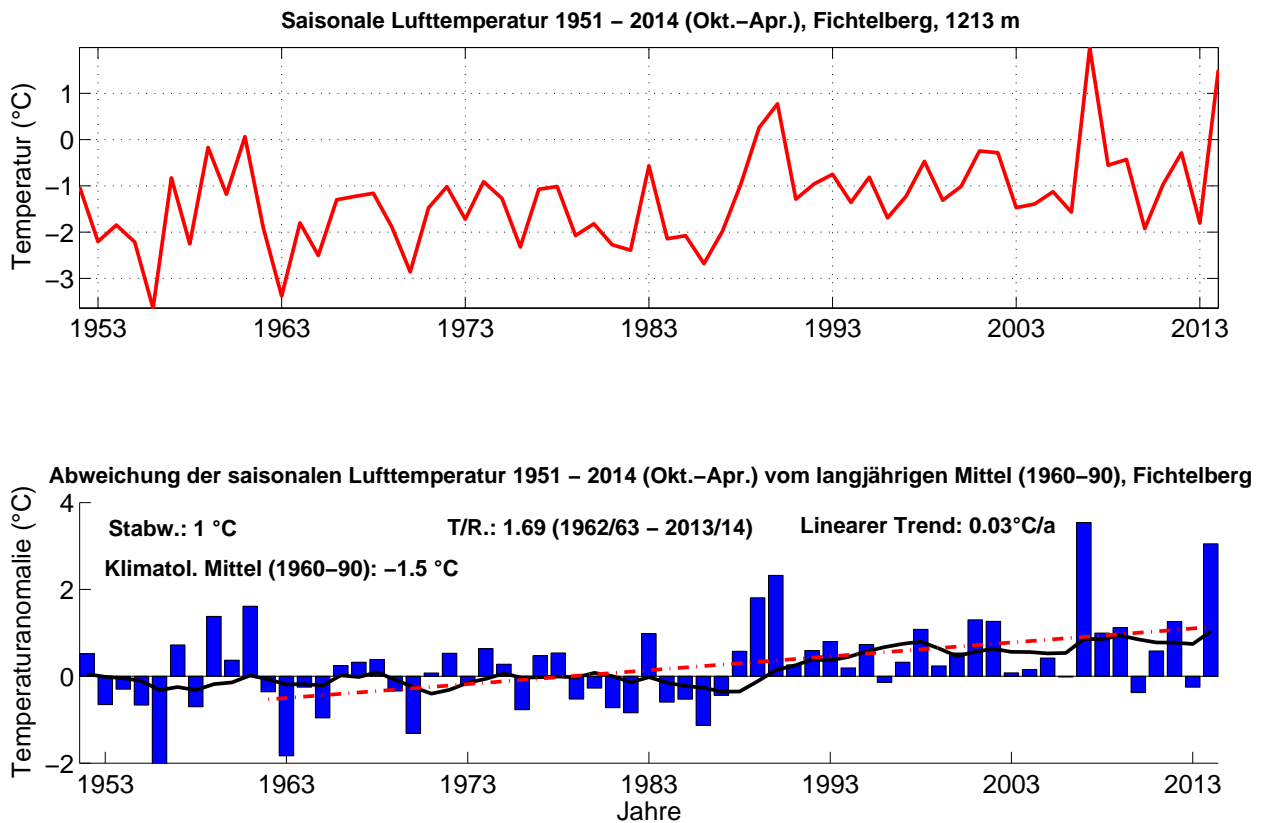 Saisonale Lufttemperatur 1951 – 2014 (Okt.–Apr.), Fichtelberg, 1213 m
Temperatur (°C)
1
0
−1
−2
−3
1953 1963 1973 1983 1993 2003 2013
Abweichung der saisonalen Lufttemperatur 1951 – 2014 (Okt.–Apr.) vom langjährigen Mittel (1960–90), Fichtelberg
Temperaturanomalie (°C)
4
2
0
−2
Stabw.: 1 °C T/R.: 1.69 (1962/63 – 2013/14) Linearer Trend: 0.03°C/a
Klimatol. Mittel (1960–90): −1.5 °C
1953 1963 1973 1983 1993 2003 2013
Jahre